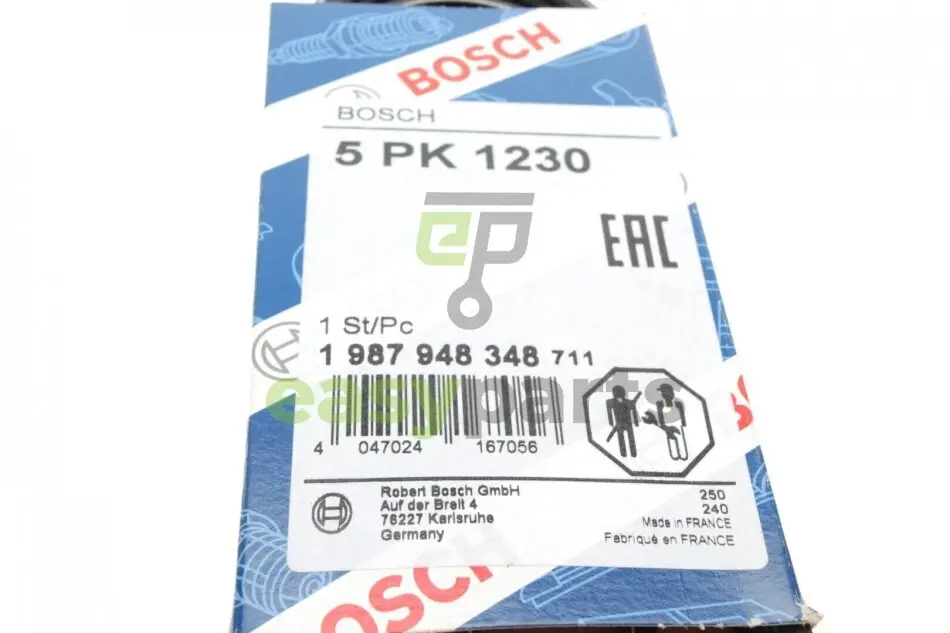 BOSCH
BOSCH
5 PK 1230
ep
EAC
1 St/Pc
1 987 948 348 711
easyparts
4 047024 167056
Robert Bosch GmbH
Auf der Breit 4
76227 Karlsruhe
Germany
250
240
Made in FRANCE
Fabriqué en FRANCE
BOSCH